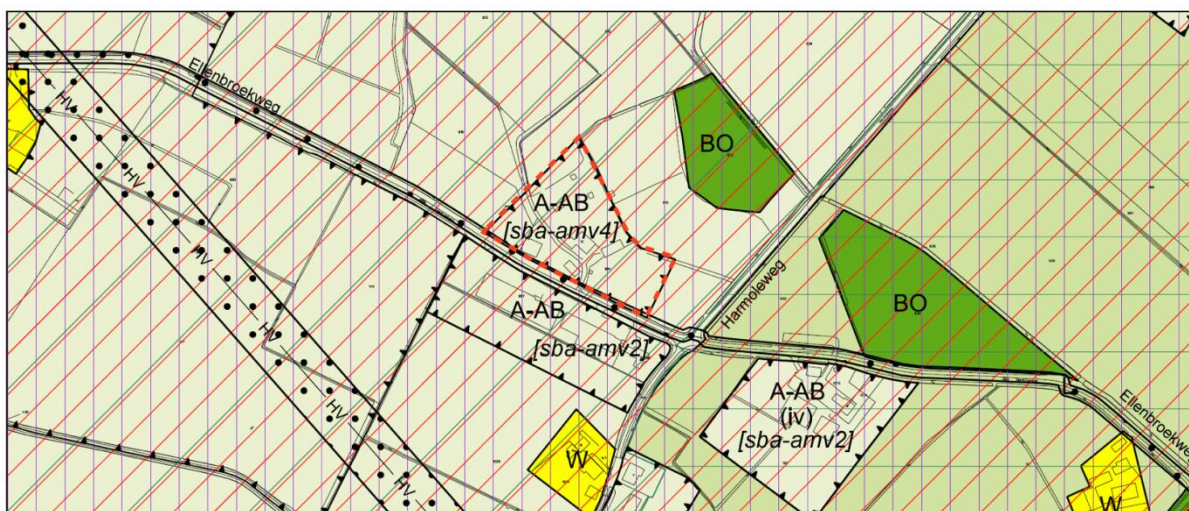 Ellenbroekweg
HV
HV
HV
HV
HV
HV
BO
A-AB
[sba-amv4]
A-AB
[sba-amv2]
Harmoleweg
BO
A-AB
(iv)
[sba-amv2]
Ellenbroekweg
W
W